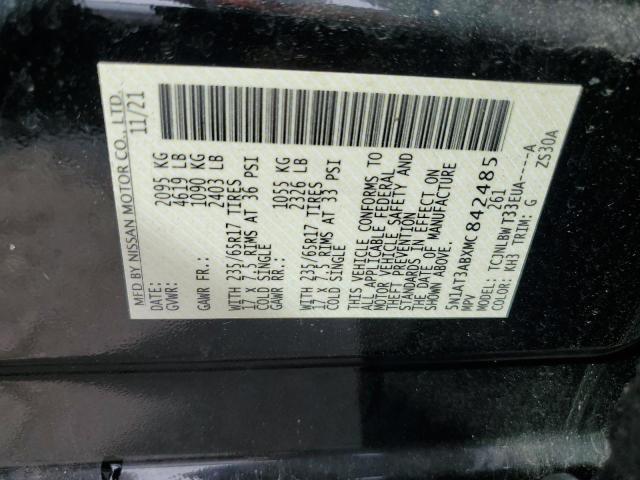 MFD BY NISSAN MOTOR CO., LTD.
DATE: 11/21
GVWR: 2095 KG
4619 LB
GAWR FR.: 1090 KG
2403 LB
WITH 235/65R17 TIRES
17 X 7.5 RIMS AT 36 PSI
COLD SINGLE
GAWR RR.: 1055 KG
2326 LB
WITH 235/65R17 TIRES
17 X 7.5 RIMS AT 33 PSI
COLD SINGLE
THIS VEHICLE CONFORMS TO
ALL APPLICABLE FEDERAL
MOTOR VEHICLE SAFETY AND
THEFT PREVENTION
STANDARDS IN EFFECT ON
THE DATE OF MANUFACTURE
SHOWN ABOVE.
5N1AT3ABXMC842485
MPV Z61
MODEL: TCJNLBWT33EUA-----A
COLOR: KH3 TRIM: G ZS30A